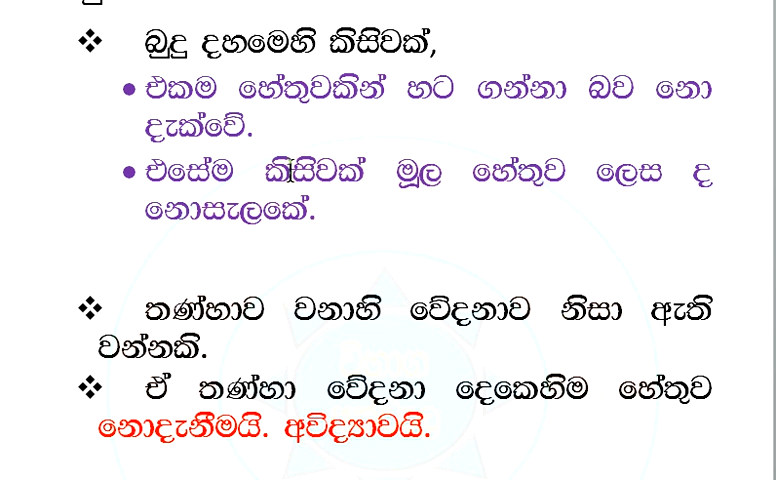 ❖ බුදු දහමෙහි කිසිවක්,
• එකම හේතුවකින් හට ගන්නා බව නො
දැක්වේ.
• එසේම කිසිවක් මූල හේතුව ලෙස ද
නොසැලකේ.
❖ තණ්හාව වනාහි වේදනාව නිසා ඇති
වන්නකි.
❖ ඒ තණ්හා වේදනා දෙකෙහිම හේතුව
නොදැනීමයි. අවිද්‍යාවයි.